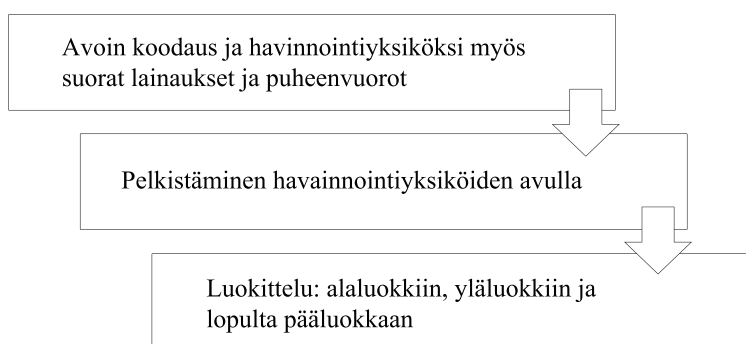 Avoin koodaus ja havinnointiyksiköksi myös
suorat lainaukset ja puheenvuorot
Pelkistäminen havainnointiyksiköiden avulla
Luokittelu: alaluokkiin, yläluokkiin ja
lopulta pääluokkaan